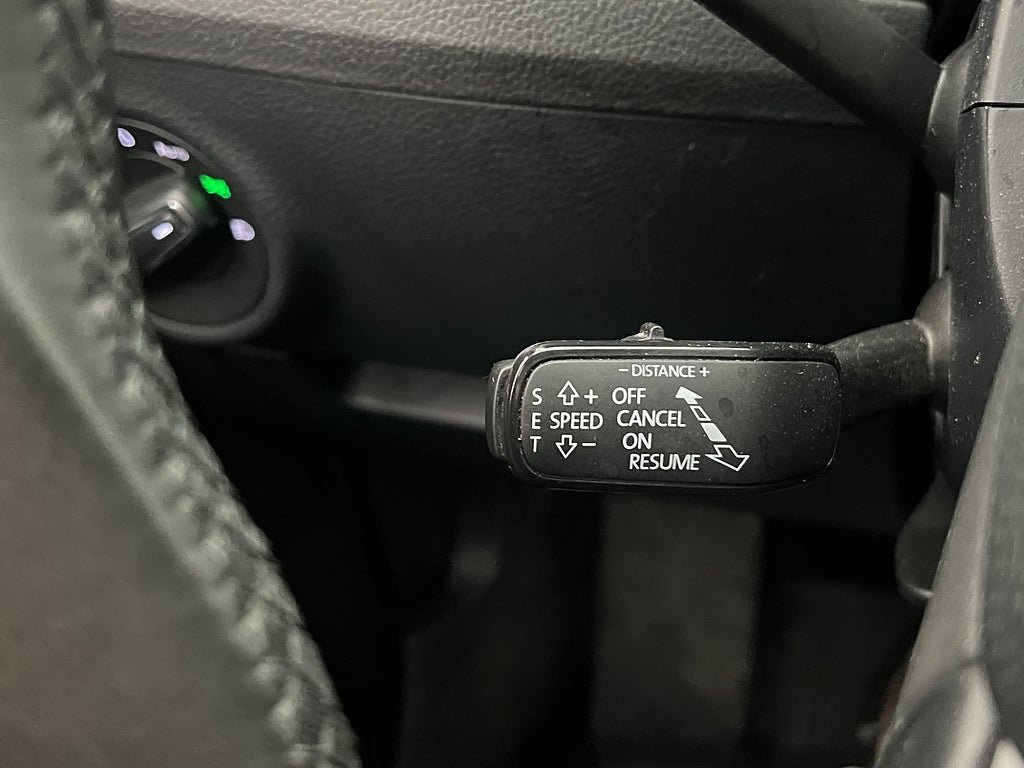 − DISTANCE +
S + OFF
E SPEED CANCEL
T − ON
RESUME